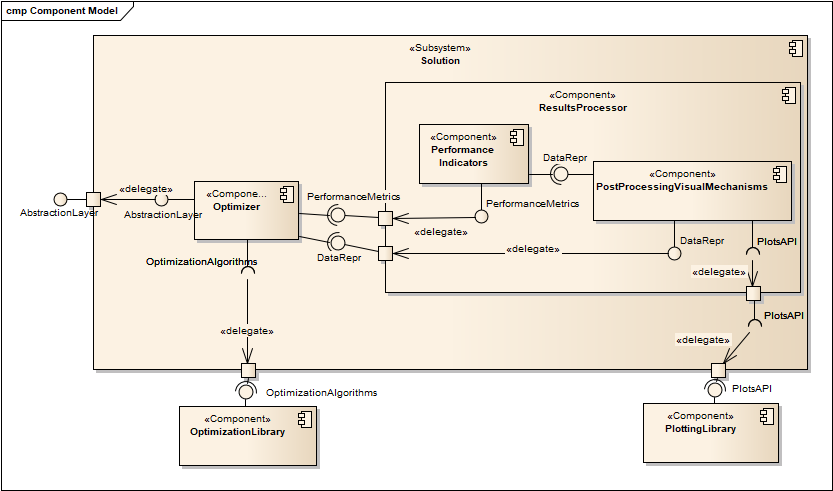 cmp Component Model
«Subsystem»
Solution
«Component»
ResultsProcessor
«Component»
Performance
Indicators
DataRepr
«Component»
PostProcessingVisualMechanisms
«delegate»
AbstractionLayer
AbstractionLayer
«Compone...
Optimizer
PerformanceMetrics
PerformanceMetrics
«delegate»
DataRepr
«delegate»
DataRepr
PlotsAPI
OptimizationAlgorithms
«delegate»
PlotsAPI
«delegate»
«delegate»
OptimizationAlgorithms
PlotsAPI
«Component»
OptimizationLibrary
«Component»
PlottingLibrary